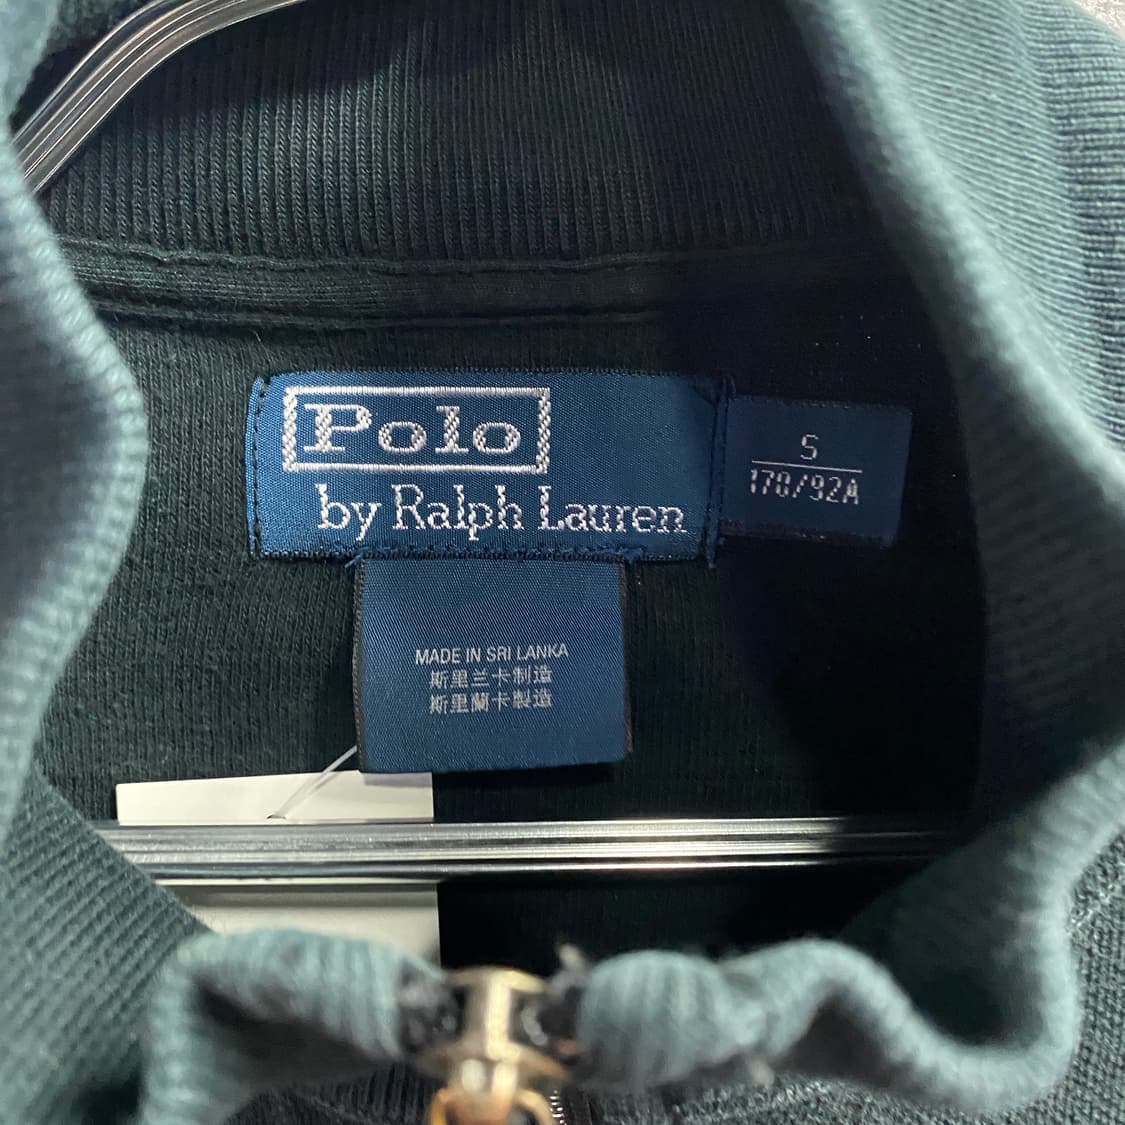 Polo
by Ralph Lauren
S
170/92A
MADE IN SRI LANKA
斯里兰卡制造
斯里蘭卡製造